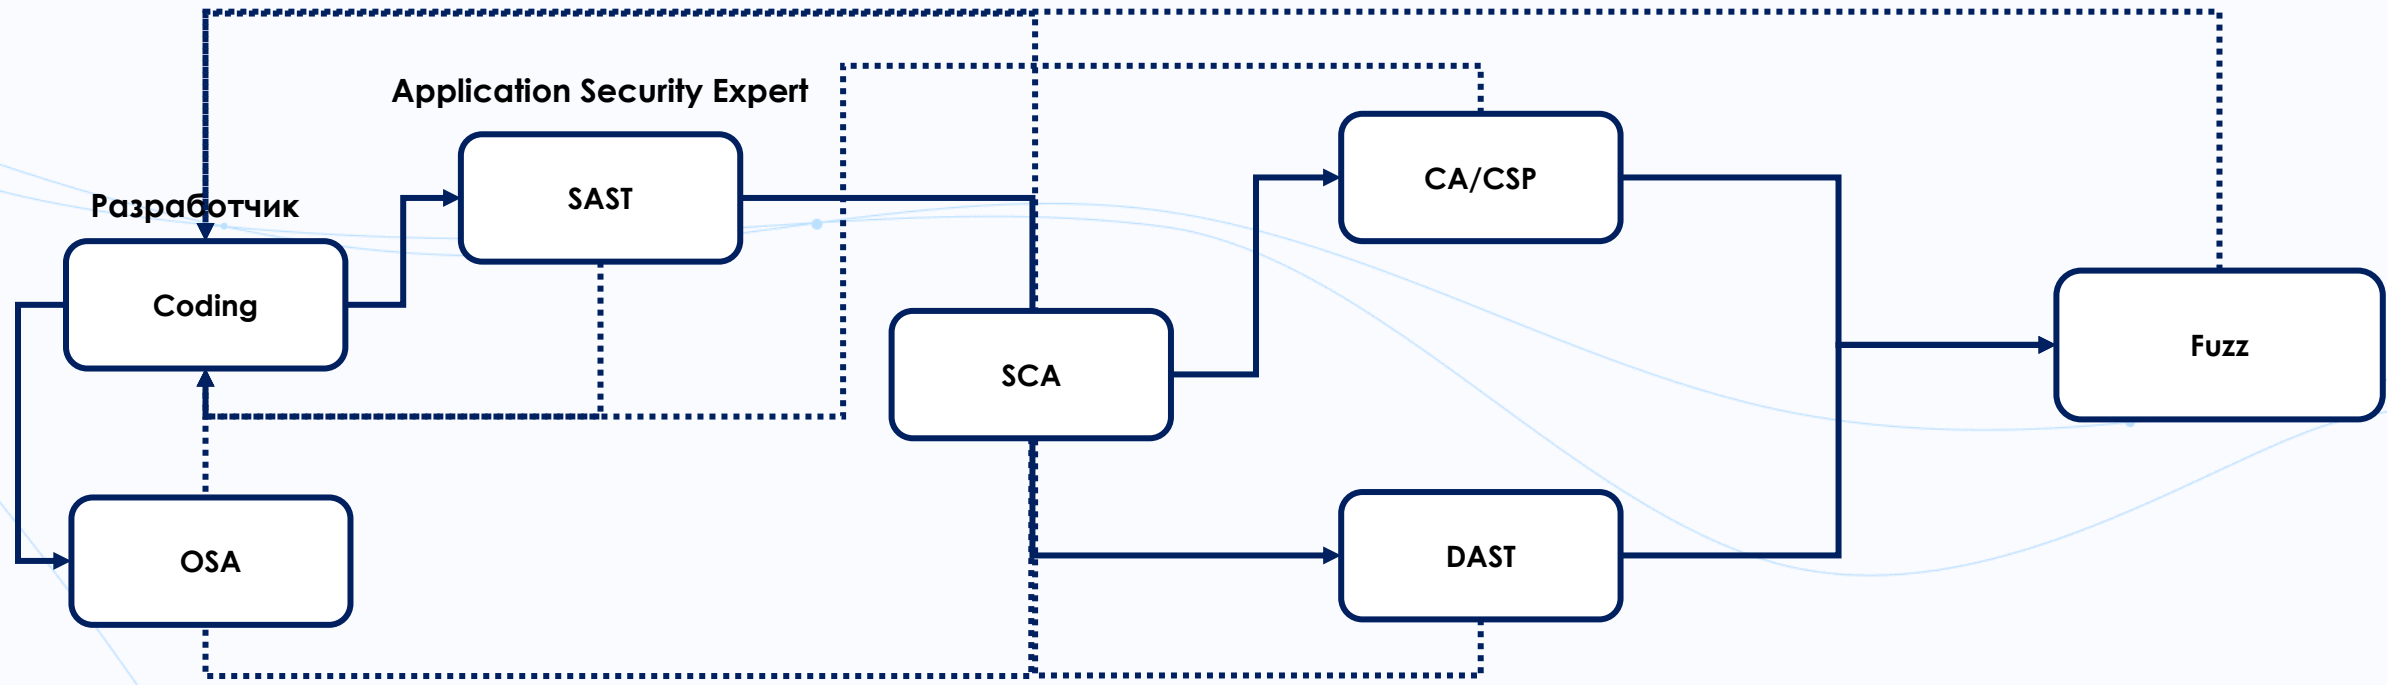 Application Security Expert
SAST
CA/CSP
Разработчик
Coding
Fuzz
SCA
OSA
DAST